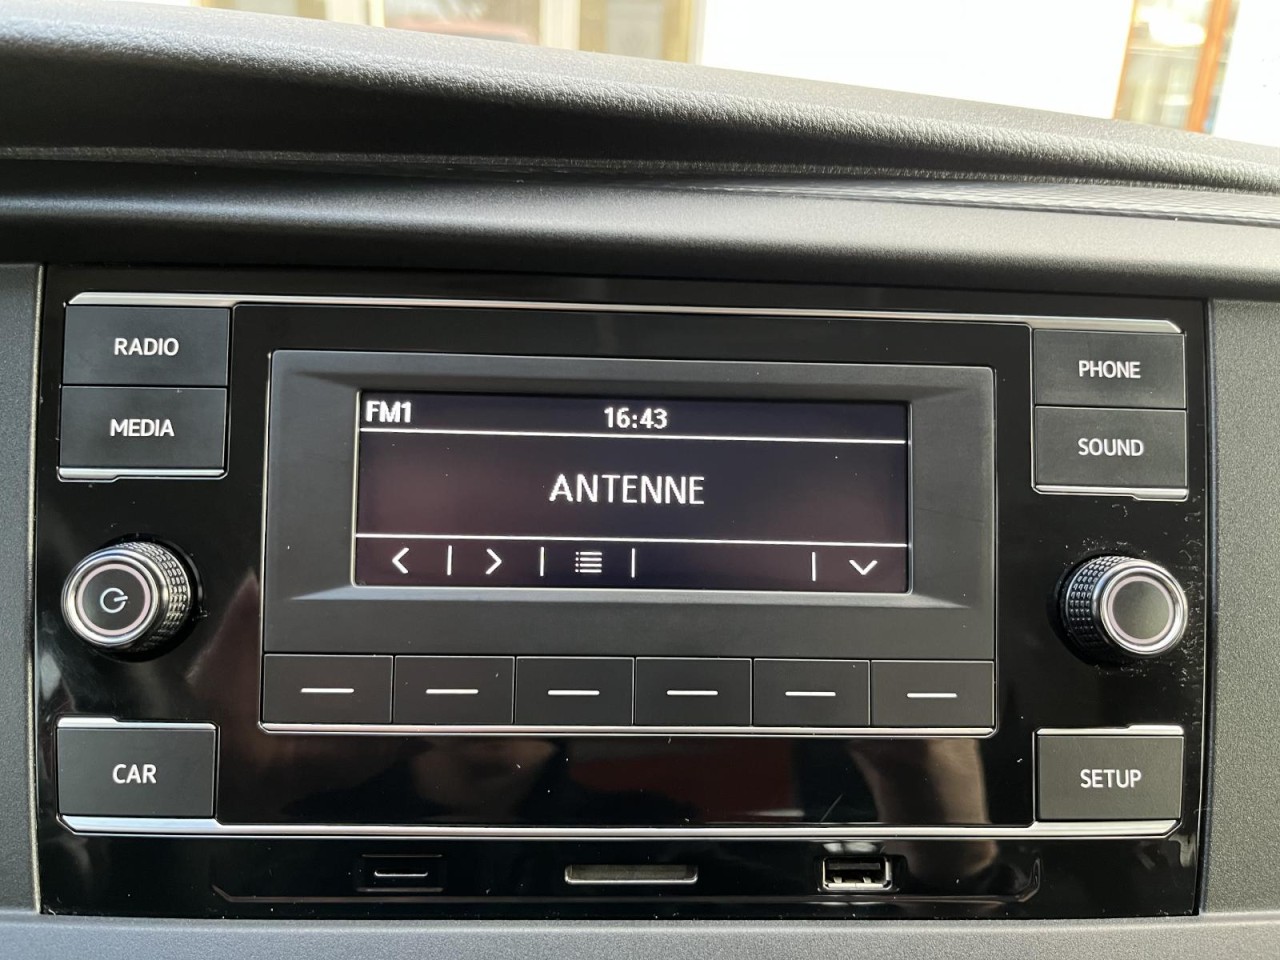 RADIO
MEDIA
FM1 16:43
ANTENNE
PHONE
SOUND
CAR
SETUP